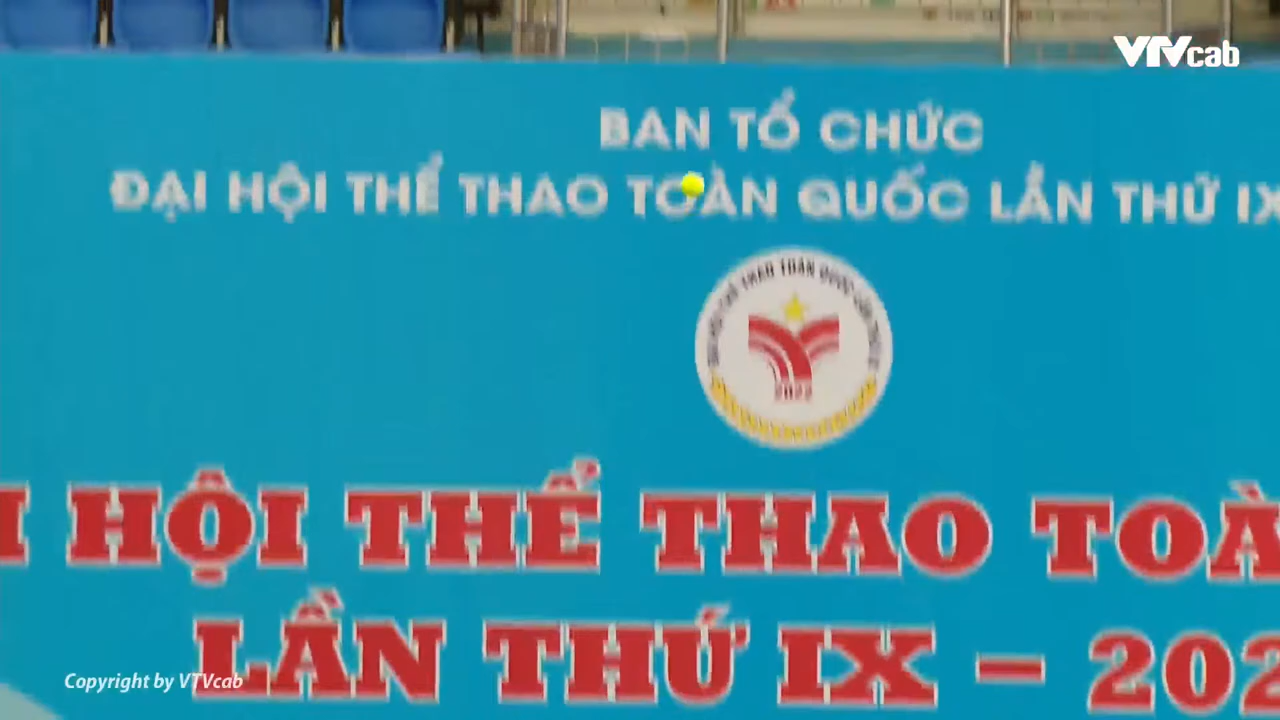 VTVcab
BAN TỔ CHỨC
ĐẠI HỘI THỂ THAO TOÀN QUỐC LẦN THỨ IX
2022
HỘI THỂ THAO TOÀ
LẦN THỨ IX – 202
Copyright by VTVcab